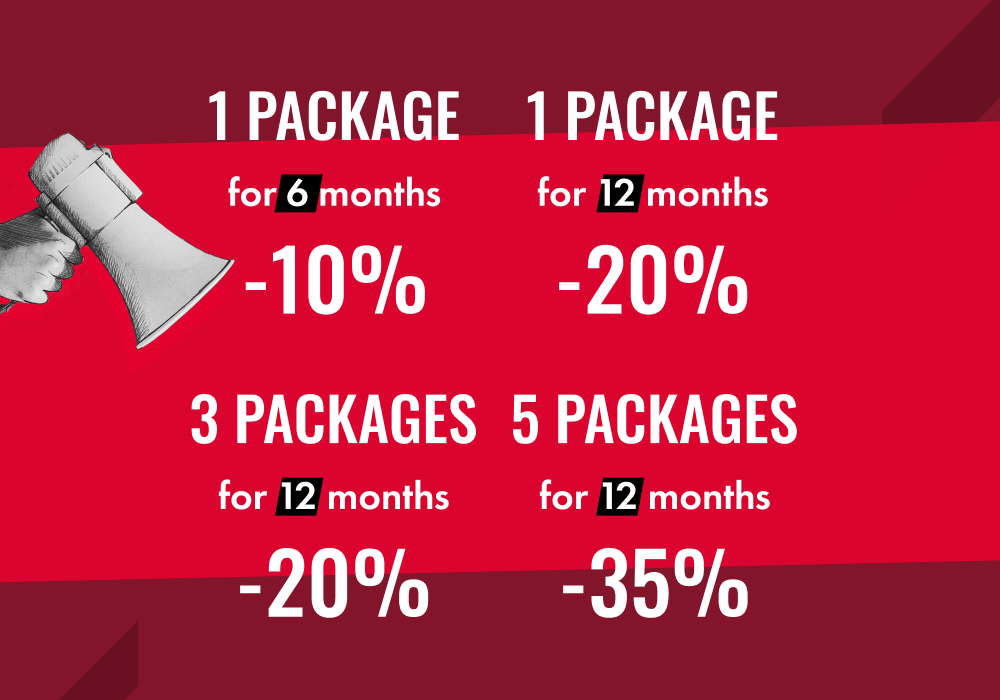 1 PACKAGE
for 6 months
-10%
1 PACKAGE
for 12 months
-20%
3 PACKAGES
for 12 months
-20%
5 PACKAGES
for 12 months
-35%